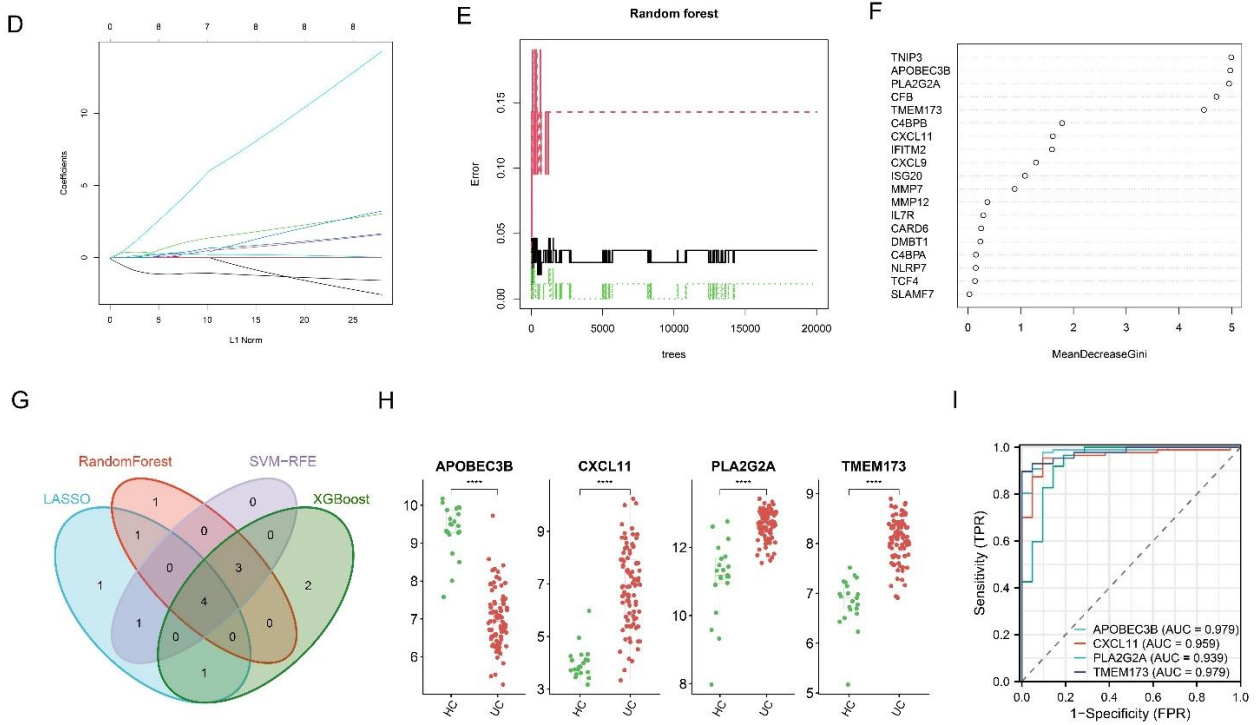 D
0 8 7 8 8 8
10
5
0
Coefficients
0 5 10 15 20 25
L1 Norm
E
Random forest
0.15
0.10
0.05
0.00
Error
0 5000 10000 15000 20000
trees
F
TNIP3
APOBEC3B
PLA2G2A
CFB
TMEM173
C4BPB
CXCL11
IFITM2
CXCL9
ISG20
MMP7
MMP12
IL7R
CARD6
DMBT1
C4BPA
NLRP7
TCF4
SLAMF7
0 1 2 3 4 5
MeanDecreaseGini
G
RandomForest SVM-RFE
LASSO XGBoost
1 0
1 0 0
1 0 3 2
4
1 0 0 0
1
H
APOBEC3B CXCL11 PLA2G2A TMEM173
**** **** **** ****
10
9
8
7
6
HC UC
9
7
5
3
HC UC
12
10
8
HC UC
9
8
7
6
5
HC UC
I
1.0
0.8
0.6
0.4
0.2
0.0
Sensitivity (TPR)
APOBEC3B (AUC = 0.979)
CXCL11 (AUC = 0.959)
PLA2G2A (AUC = 0.939)
TMEM173 (AUC = 0.979)
0.0 0.2 0.4 0.6 0.8 1.0
1-Specificity (FPR)